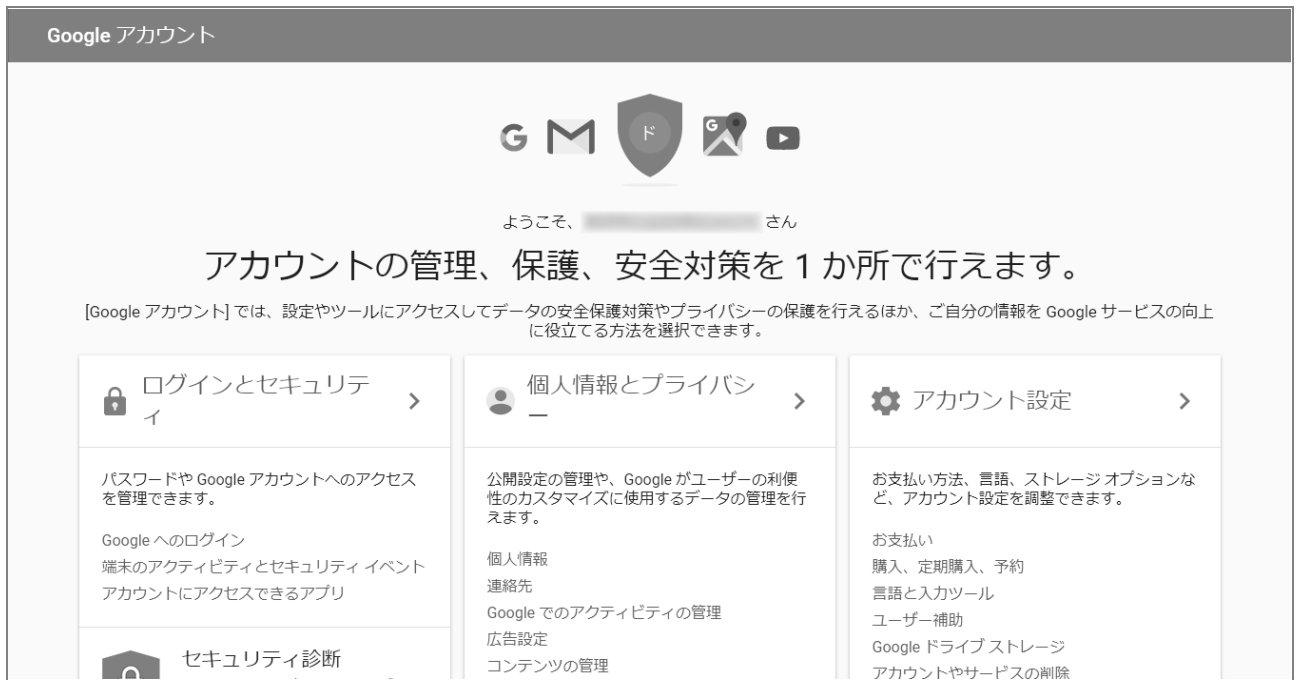 Google アカウント
ド
ようこそ、 さん
アカウントの管理、保護、安全対策を 1 か所で行えます。
[Google アカウント] では、設定やツールにアクセスしてデータの安全保護対策やプライバシーの保護を行えるほか、ご自分の情報を Google サービスの向上
に役立てる方法を選択できます。
ログインとセキュリテ
ィ
パスワードや Google アカウントへのアクセス
を管理できます。
Google へのログイン
端末のアクティビティとセキュリティ イベント
アカウントにアクセスできるアプリ
セキュリティ診断
個人情報とプライバシ
ー
公開設定の管理や、Google がユーザーの利便
性のカスタマイズに使用するデータの管理を行
えます。
個人情報
連絡先
Google でのアクティビティの管理
広告設定
コンテンツの管理
アカウント設定
お支払い方法、言語、ストレージ オプションな
ど、アカウント設定を調整できます。
お支払い
購入、定期購入、予約
言語と入力ツール
ユーザー補助
Google ドライブ ストレージ
アカウントやサービスの削除